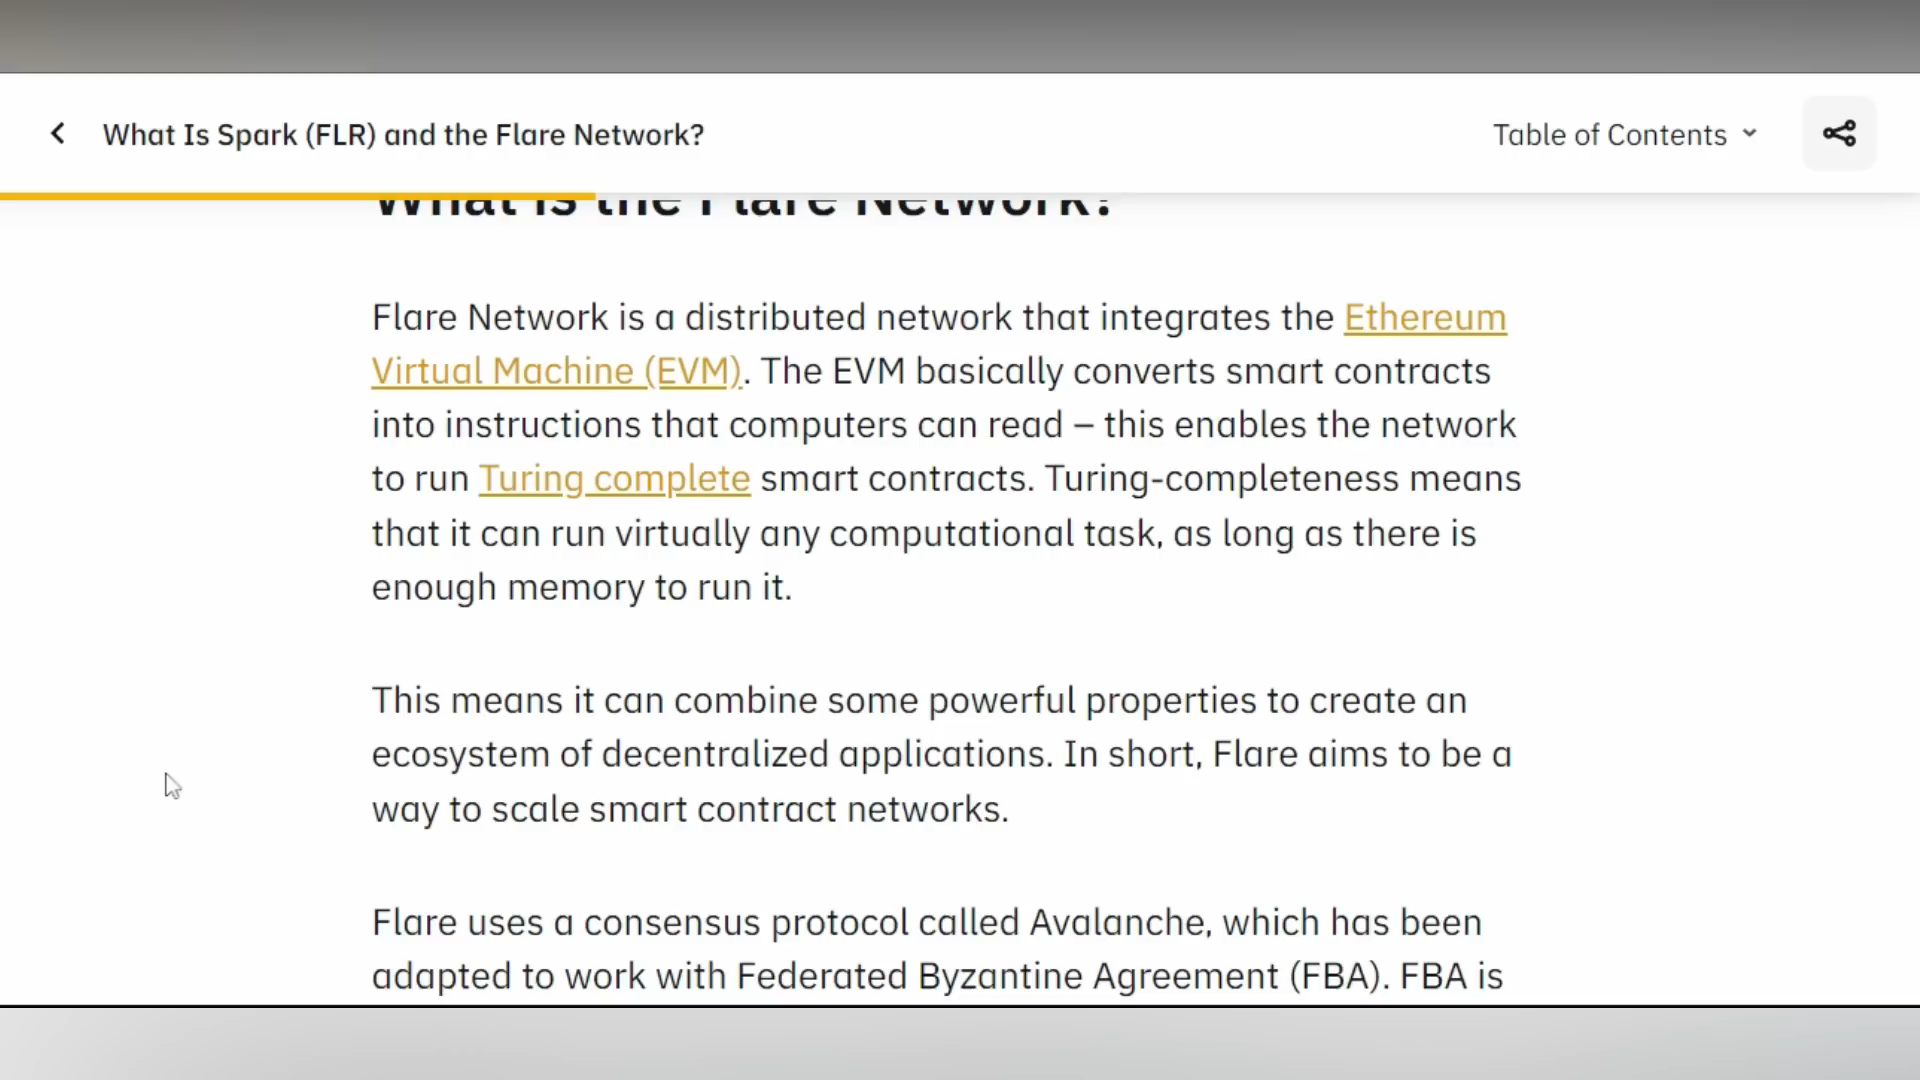 What Is Spark (FLR) and the Flare Network?
Table of Contents
What is the Flare Network?
Flare Network is a distributed network that integrates the Ethereum
Virtual Machine (EVM). The EVM basically converts smart contracts
into instructions that computers can read – this enables the network
to run Turing complete smart contracts. Turing-completeness means
that it can run virtually any computational task, as long as there is
enough memory to run it.
This means it can combine some powerful properties to create an
ecosystem of decentralized applications. In short, Flare aims to be a
way to scale smart contract networks.
Flare uses a consensus protocol called Avalanche, which has been
adapted to work with Federated Byzantine Agreement (FBA). FBA is